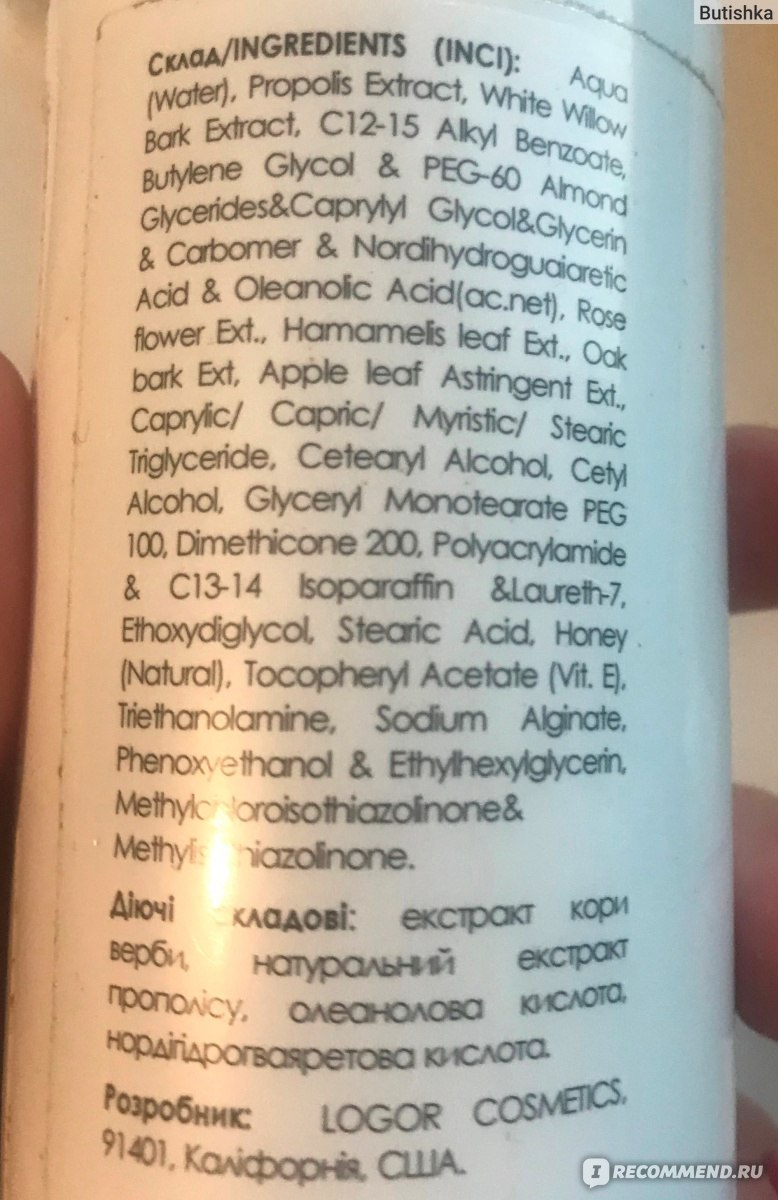 Butishka
Склад/INGREDIENTS (INCI): Aqua
(Water), Propolis Extract, White Willow
Bark Extract, C12-15 Alkyl Benzoate,
Butylene Glycol & PEG-60 Almond
Glycerides&Caprylyl Glycol&Glycerin
& Carbomer & Nordihydroguaiaretic
Acid & Oleanolic Acid(ac.net), Rose
flower Ext., Hamamelis leaf Ext., Oak
bark Ext, Apple leaf Astringent Ext.,
Caprylic/ Capric/ Myristic/ Stearic
Triglyceride, Cetearyl Alcohol, Cetyl
Alcohol, Glyceryl Monotearate PEG
100, Dimethicone 200, Polyacrylamide
& C13-14 Isoparaffin &Laureth-7,
Ethoxydiglycol, Stearic Acid, Honey
(Natural), Tocopheryl Acetate (Vit. E),
Triethanolamine, Sodium Alginate,
Phenoxyethanol & Ethylhexylglycerin,
Methylchloroisothiazolinone&
Methylisothiazolinone.
Діючі складові: екстракт кори
верби, натуральний екстракт
прополісу, олеанолова кислота,
нордігідрогваяретова кислота.
Розробник: LOGOR COSMETICS,
91401, Каліфорнія, США.
I RECOMMEND.RU